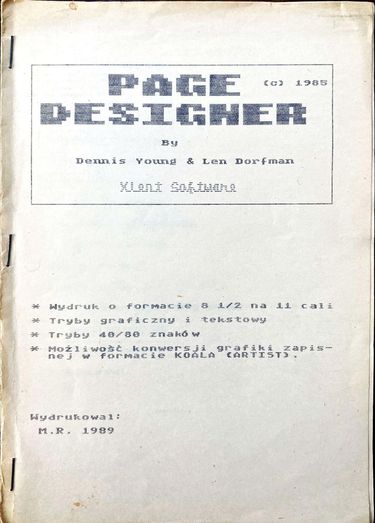 PAGE (c) 1985
DESIGNER
By
Dennis Young & Len Dorfman
Xlent Software
* Wydruk o formacie 8 1/2 na 11 cali
* Tryby graficzny i tekstowy
* Tryby 40/80 znaków
* Możliwość konwersji grafiki zapis-
nej w formacie KOALA (ARTIST).
Wydrukował:
M.R. 1989